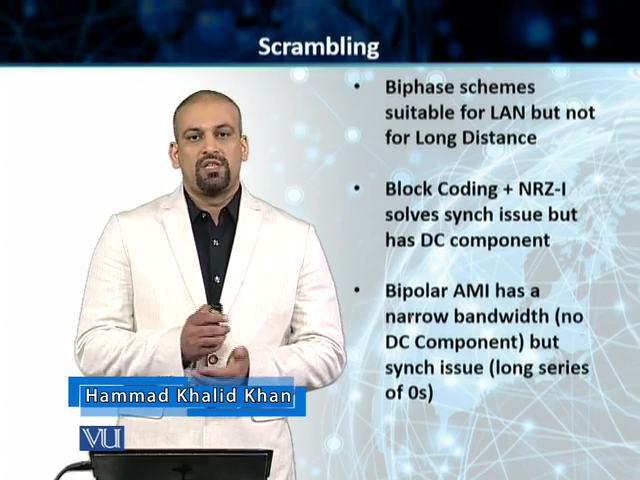 Scrambling
• Biphase schemes
suitable for LAN but not
for Long Distance
• Block Coding + NRZ-I
solves synch issue but
has DC component
• Bipolar AMI has a
narrow bandwidth (no
DC Component) but
synch issue (long series
of 0s)
Hammad Khalid Khan
VU